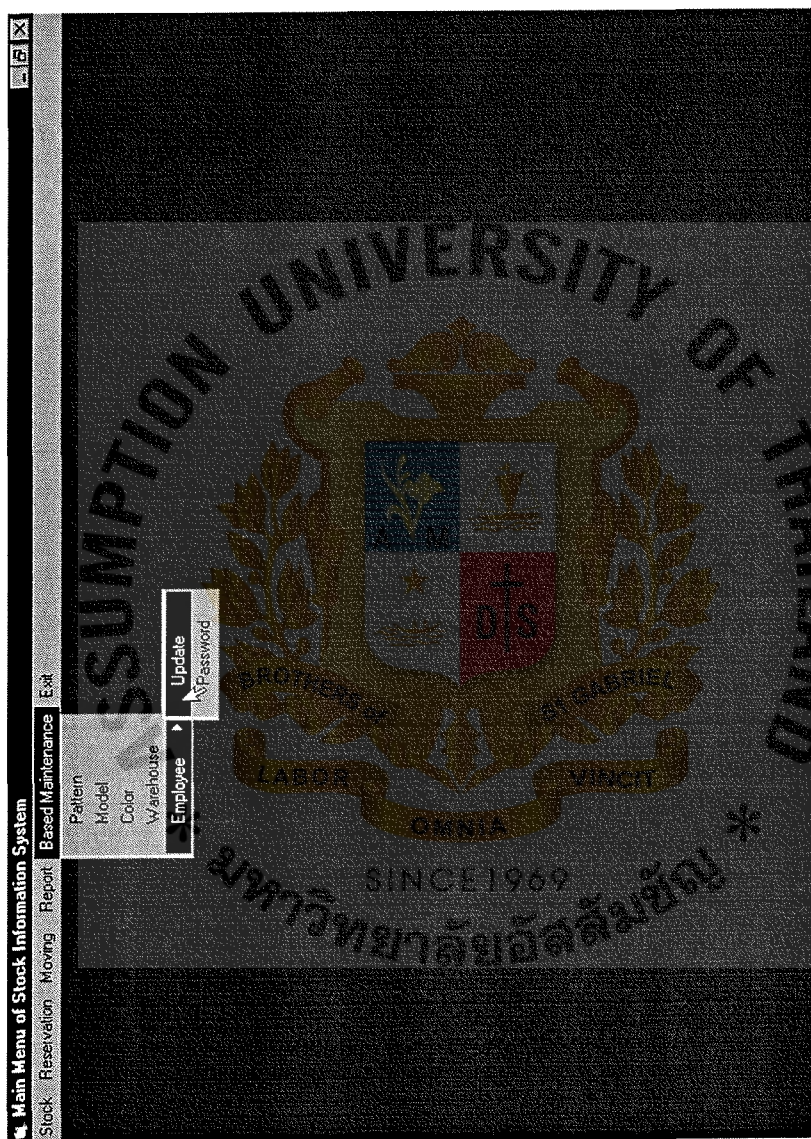 Main Menu of Stock Information System
Stock Reservation Moving Report Based Maintenance Exit
Pattern
Model
Color
Warehouse
Employee Update
Password
ASSUMPTION UNIVERSITY OF
BROTHERS OF ST GABRIEL
LABOR
OMNIA
VINCIT
SINCE1969
มหาวิทยาลัยอัสสัมชัญ